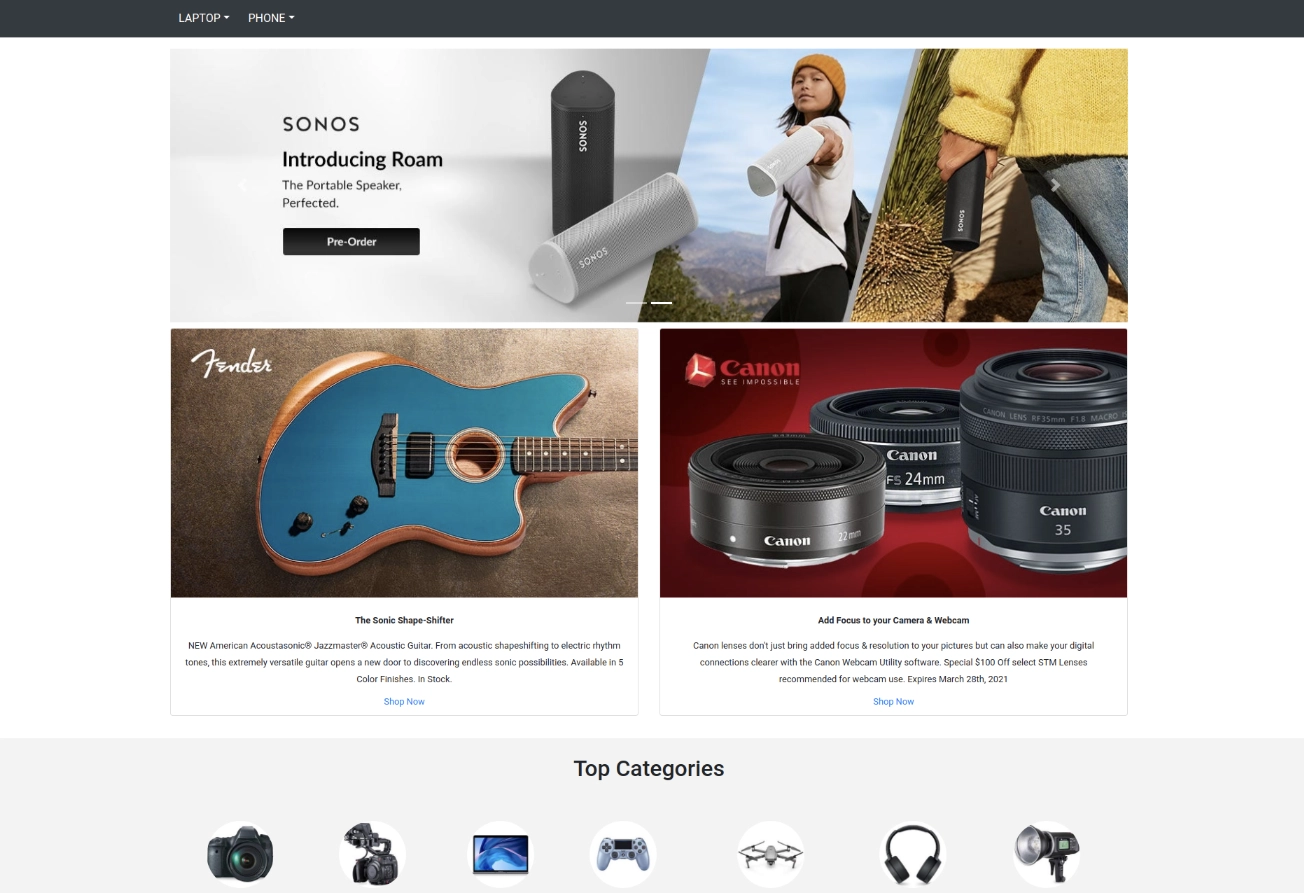 LAPTOP PHONE
SONOS
Introducing Roam
The Portable Speaker,
Perfected.
Pre-Order
SONOS
SONOS
SONOS
SONOS
Fender
Canon
SEE IMPOSSIBLE
CANON LENS RF35mm F1.8 MACRO IS
Canon
24mm
Canon
35
Canon
22mm
The Sonic Shape-Shifter
NEW American Acoustasonic® Jazzmaster® Acoustic Guitar. From acoustic shapeshifting to electric rhythm
tones, this extremely versatile guitar opens a new door to discovering endless sonic possibilities. Available in 5
Color Finishes. In Stock.
Shop Now
Add Focus to your Camera & Webcam
Canon lenses don't just bring added focus & resolution to your pictures but can also make your digital
connections clearer with the Canon Webcam Utility software. Special $100 Off select STM Lenses
recommended for webcam use. Expires March 28th, 2021
Shop Now
Top Categories